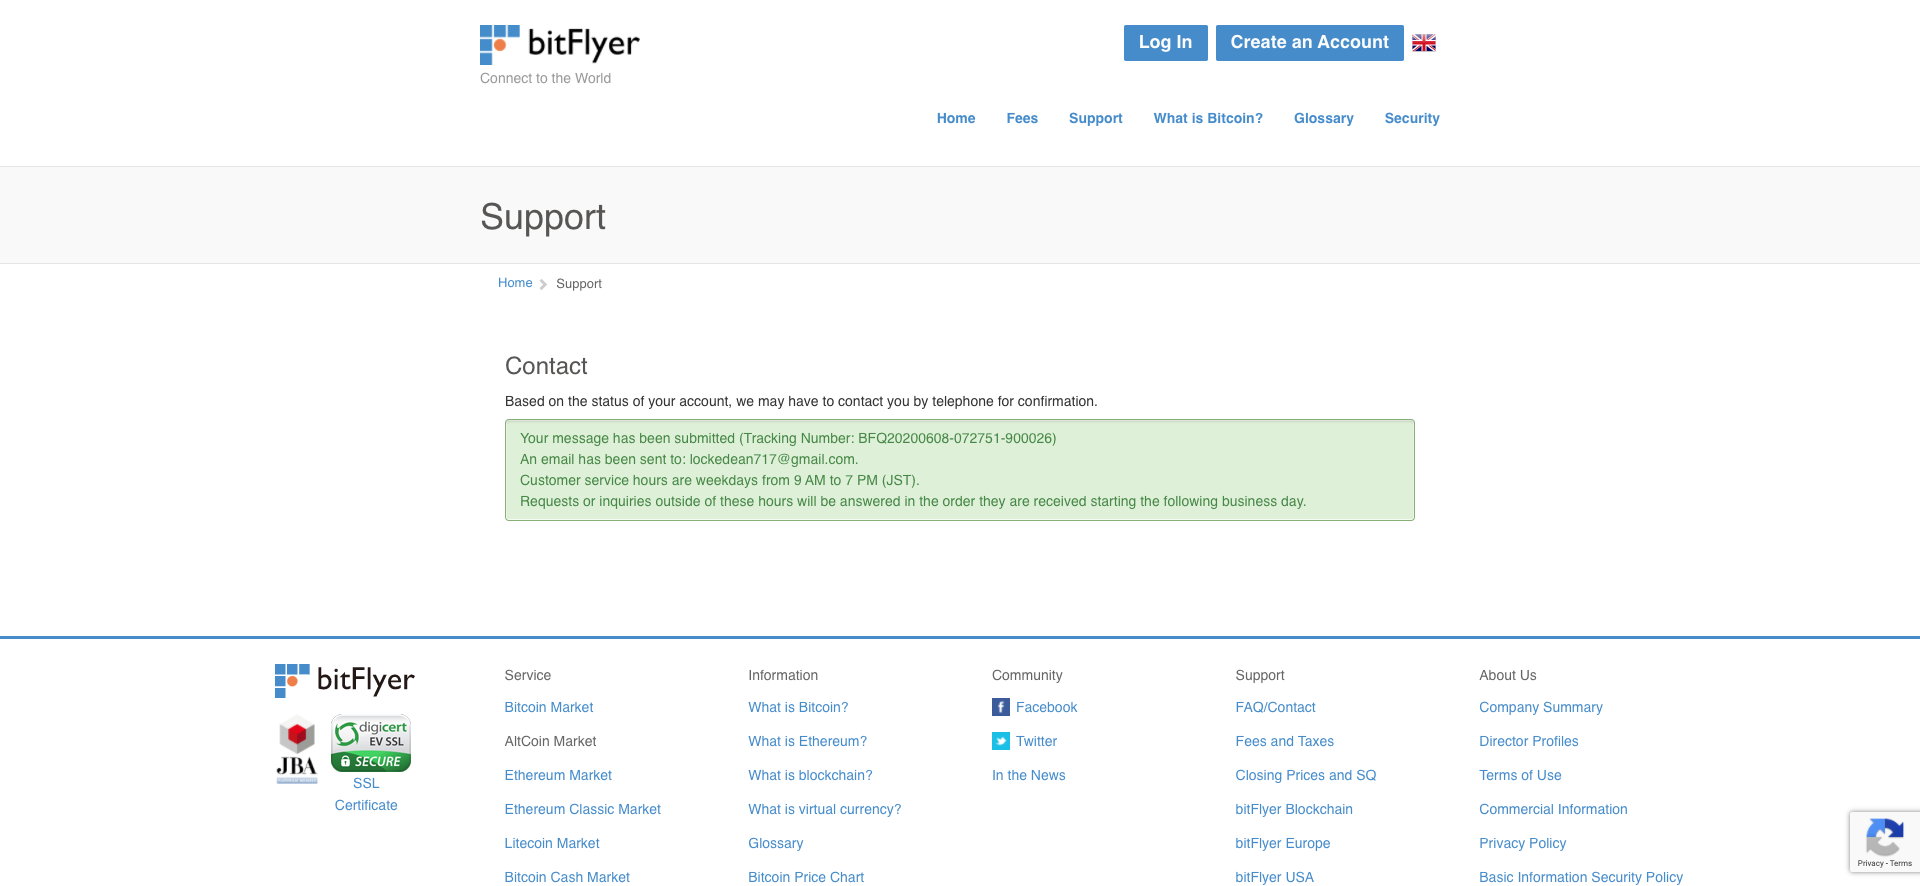 bitFlyer
Connect to the World
Log In
Create an Account
Home
Fees
Support
What is Bitcoin?
Glossary
Security
Support
Home
Support
Contact
Based on the status of your account, we may have to contact you by telephone for confirmation.
Your message has been submitted (Tracking Number: BFQ20200608-072751-900026)
An email has been sent to: lockedean717@gmail.com.
Customer service hours are weekdays from 9 AM to 7 PM (JST).
Requests or inquiries outside of these hours will be answered in the order they are received starting the following business day.
bitFlyer
JBA
digicert
EV SSL
SECURE
SSL
Certificate
Service
Bitcoin Market
AltCoin Market
Ethereum Market
Ethereum Classic Market
Litecoin Market
Bitcoin Cash Market
Information
What is Bitcoin?
What is Ethereum?
What is blockchain?
What is virtual currency?
Glossary
Bitcoin Price Chart
Community
Facebook
Twitter
In the News
Support
FAQ/Contact
Fees and Taxes
Closing Prices and SQ
bitFlyer Blockchain
bitFlyer Europe
bitFlyer USA
About Us
Company Summary
Director Profiles
Terms of Use
Commercial Information
Privacy Policy
Basic Information Security Policy
Privacy - Terms